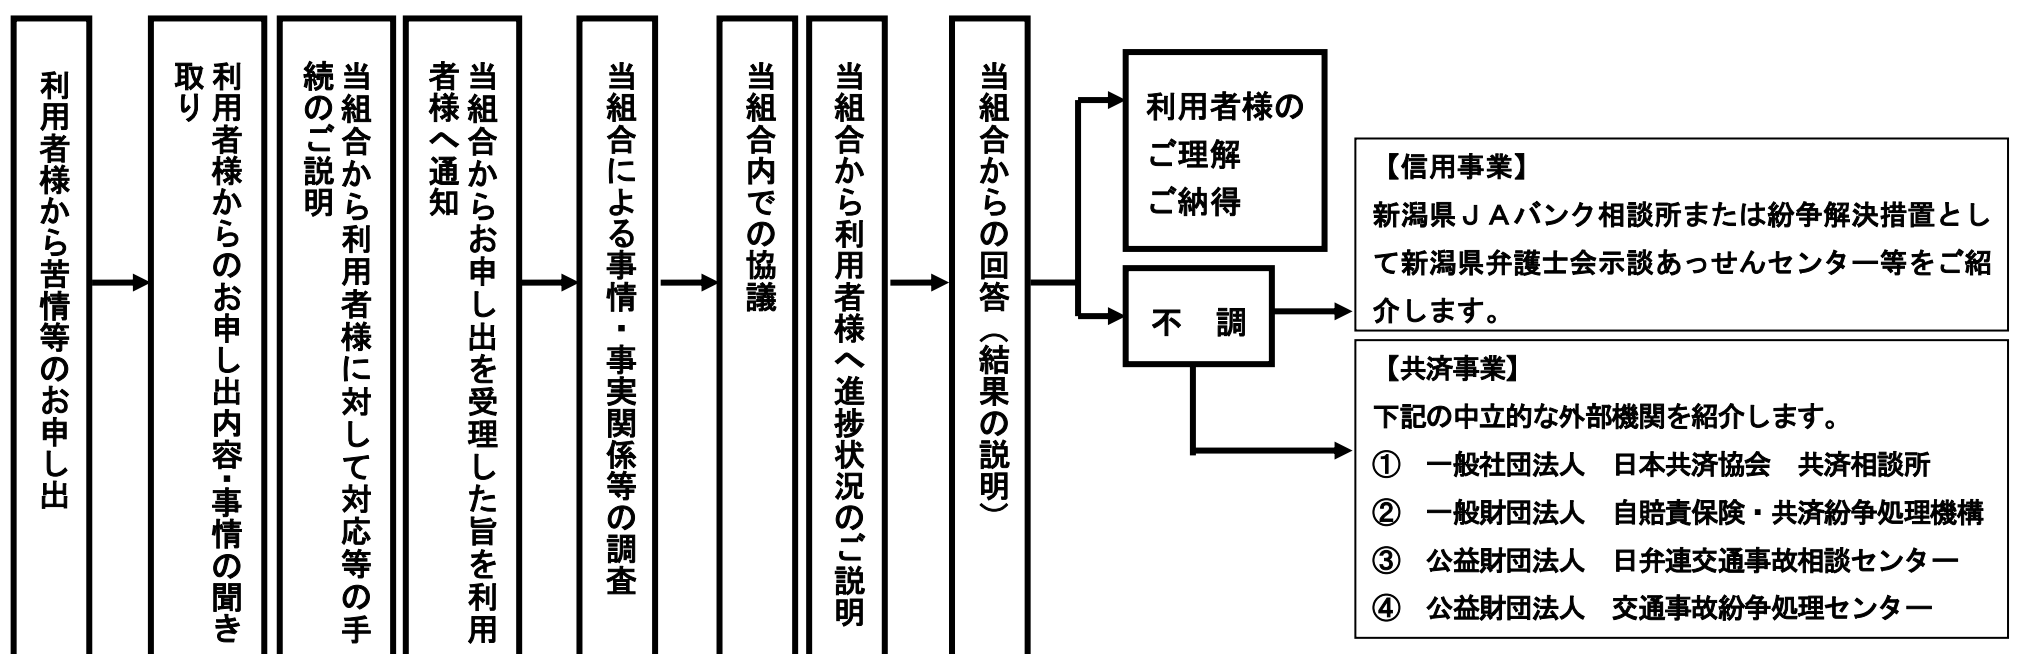 利用者様から苦情等のお申し出
利用者様からのお申し出内容・事情の聞き
取り
当組合から利用者様に対して対応等の手
続のご説明
当組合からお申し出を受理した旨を利用
者様へ通知
当組合による事情・事実関係等の調査
当組合内での協議
当組合から利用者様へ進捗状況のご説明
当組合からの回答（結果の説明）
利用者様の
ご理解
ご納得
不　調
【信用事業】
新潟県ＪＡバンク相談所または紛争解決措置とし
て新潟県弁護士会示談あっせんセンター等をご紹
介します。
【共済事業】
下記の中立的な外部機関を紹介します。
①　一般社団法人　日本共済協会　共済相談所
②　一般財団法人　自賠責保険・共済紛争処理機構
③　公益財団法人　日弁連交通事故相談センター
④　公益財団法人　交通事故紛争処理センター